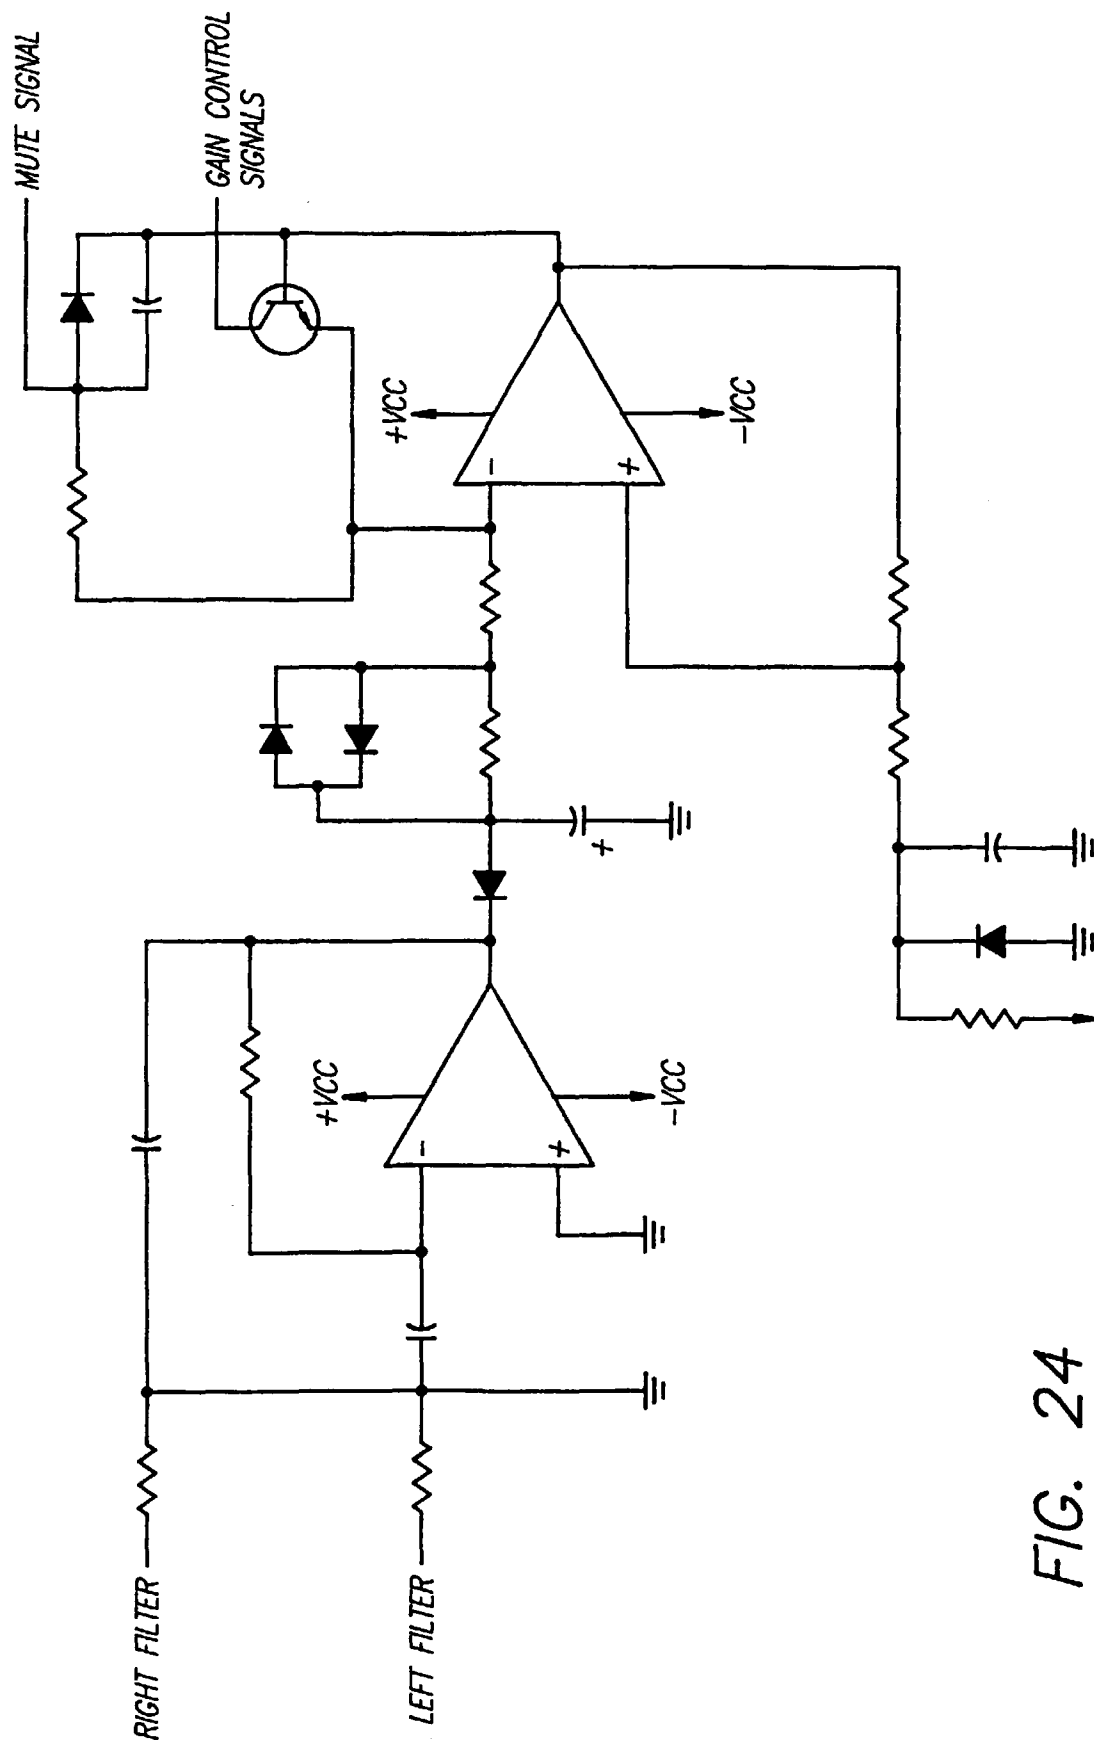 MUTE SIGNAL
GAIN CONTROL
SIGNALS
+VCC
-
+
-VCC
+
+VCC
-
+
-VCC
RIGHT FILTER
LEFT FILTER
FIG. 24